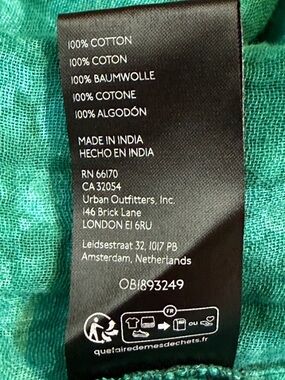 100% COTTON
100% COTON
100% BAUMWOLLE
100% COTONE
100% ALGODÓN
MADE IN INDIA
HECHO EN INDIA
RN 66170
CA 32054
Urban Outfitters, Inc.
146 Brick Lane
LONDON E1 6RU
Leidsestraat 32, 1017 PB
Amsterdam, Netherlands
OB1893249
FR
OU
quefairedemesdechets.fr